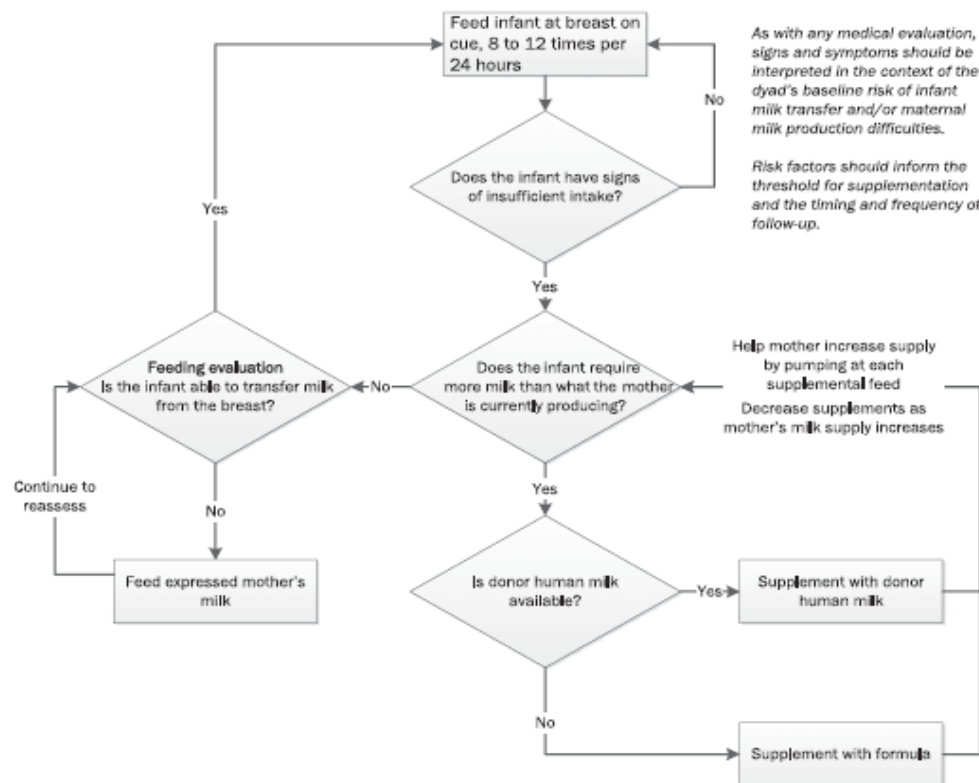 Feed infant at breast on
cue, 8 to 12 times per
24 hours
As with any medical evaluation,
signs and symptoms should be
interpreted in the context of the
dyad's baseline risk of infant
milk transfer and/or maternal
milk production difficulties.
Risk factors should inform the
threshold for supplementation
and the timing and frequency of
follow-up.
No
Does the infant have signs
of insufficient intake?
Yes
Yes
Feeding evaluation
Is the infant able to transfer milk
from the breast?
No
Does the infant require
more milk than what the mother
is currently producing?
Help mother increase supply
by pumping at each
supplemental feed
Decrease supplements as
mother's milk supply increases
Continue to
reassess
No
Yes
Feed expressed mother's
milk
Is donor human milk
available?
Yes
Supplement with donor
human milk
No
Supplement with formula